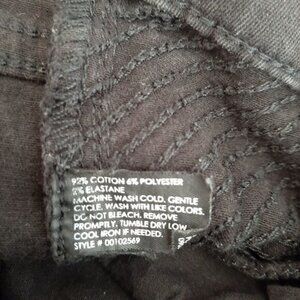 92% COTTON 6% POLYESTER
2% ELASTANE
MACHINE WASH COLD. GENTLE
CYCLE. WASH WITH LIKE COLORS.
DO NOT BLEACH. REMOVE
PROMPTLY. TUMBLE DRY LOW
COOL IRON IF NEEDED.
STYLE # 00102569